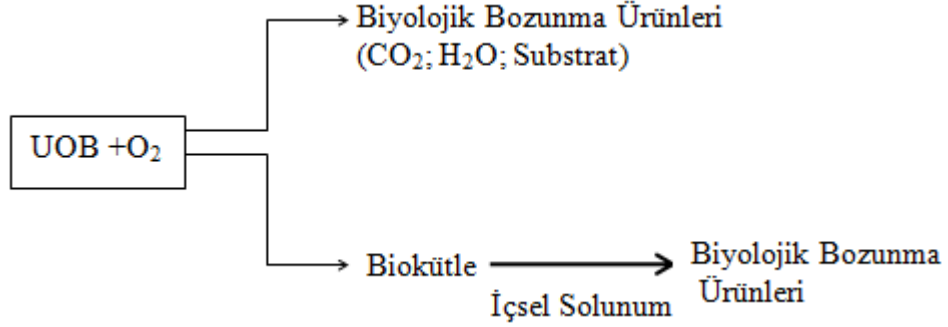 Biyolojik Bozunma Ürünleri
(CO₂; H₂O; Substrat)
UOB +O₂
Biokütle
İçsel Solunum
Biyolojik Bozunma
Ürünleri